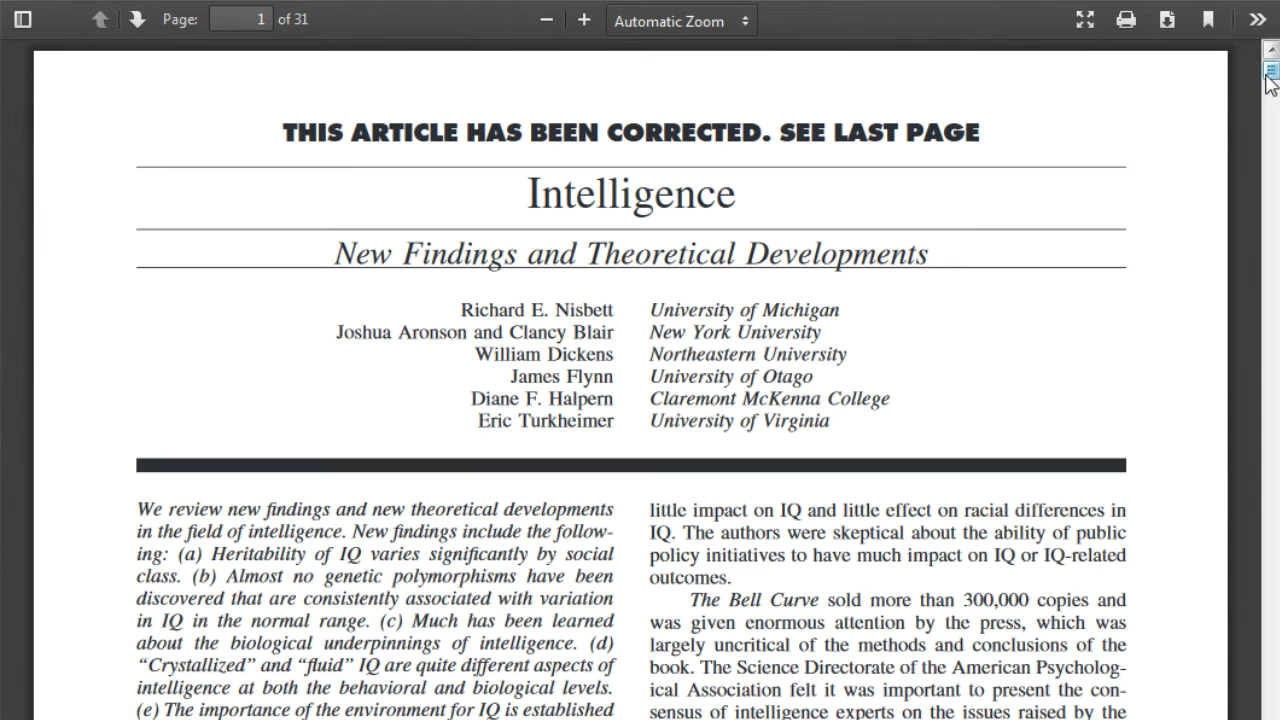 Page: 1 of 31 Automatic Zoom
THIS ARTICLE HAS BEEN CORRECTED. SEE LAST PAGE
Intelligence
New Findings and Theoretical Developments
Richard E. Nisbett University of Michigan
Joshua Aronson and Clancy Blair New York University
William Dickens Northeastern University
James Flynn University of Otago
Diane F. Halpern Claremont McKenna College
Eric Turkheimer University of Virginia
We review new findings and new theoretical developments
in the field of intelligence. New findings include the follow-
ing: (a) Heritability of IQ varies significantly by social
class. (b) Almost no genetic polymorphisms have been
discovered that are consistently associated with variation
in IQ in the normal range. (c) Much has been learned
about the biological underpinnings of intelligence. (d)
“Crystallized” and “fluid” IQ are quite different aspects of
intelligence at both the behavioral and biological levels.
(e) The importance of the environment for IQ is established
little impact on IQ and little effect on racial differences in
IQ. The authors were skeptical about the ability of public
policy initiatives to have much impact on IQ or IQ-related
outcomes.
The Bell Curve sold more than 300,000 copies and
was given enormous attention by the press, which was
largely uncritical of the methods and conclusions of the
book. The Science Directorate of the American Psycholog-
ical Association felt it was important to present the con-
sensus of intelligence experts on the issues raised by the